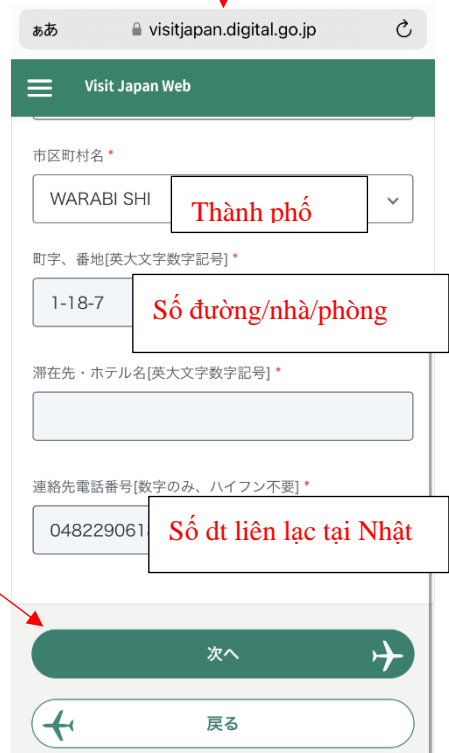 ぁあ visitjapan.digital.go.jp
Visit Japan Web
市区町村名 *
WARABI SHI
Thành phố
町字、番地[英大文字数字記号] *
1-18-7
Số đường/nhà/phòng
滞在先・ホテル名[英大文字数字記号] *
連絡先電話番号[数字のみ、ハイフン不要] *
Số dt liên lạc tại Nhật
次へ
戻る